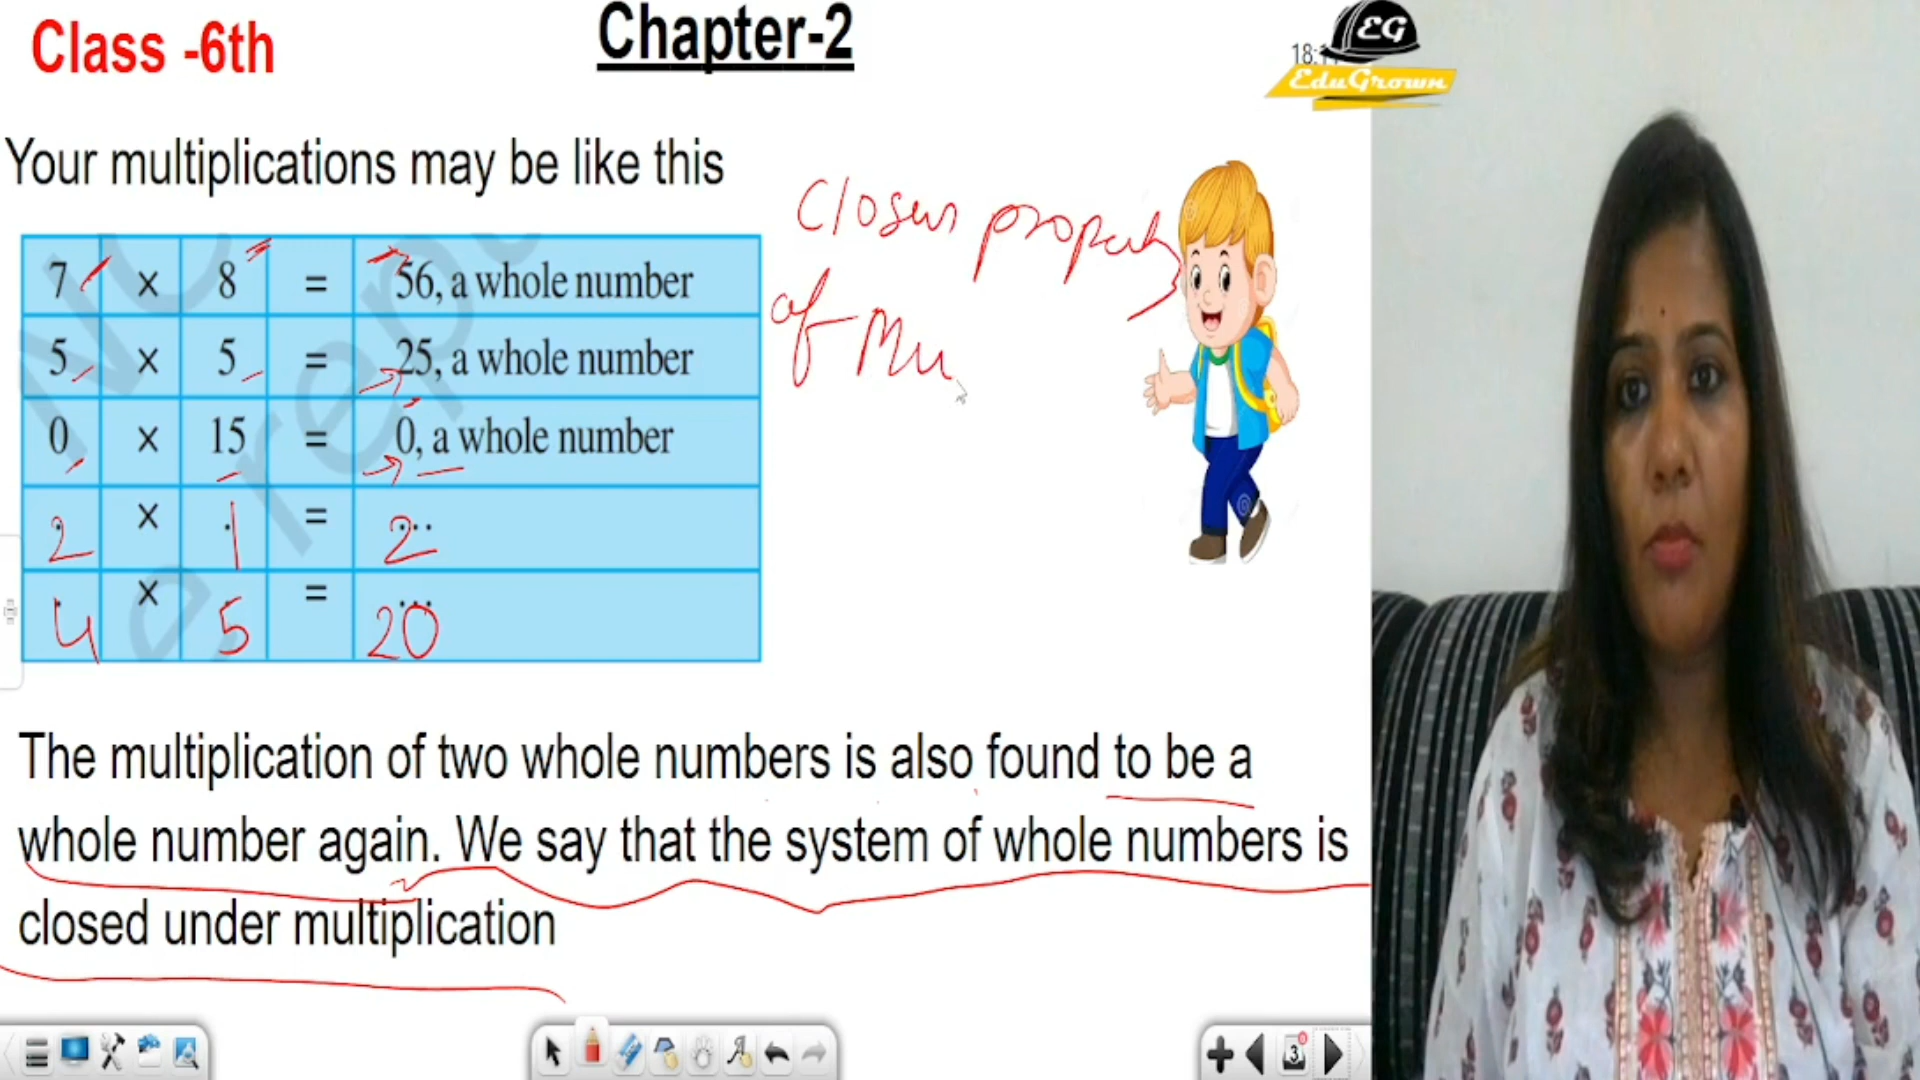 Class -6th
Chapter-2
EG
EduGrown
Your multiplications may be like this
7 × 8 = 56, a whole number
5 × 5 = 25, a whole number
0 × 15 = 0, a whole number
2 × 1 = 2
4 × 5 = 20
property
of Mu
The multiplication of two whole numbers is also found to be a
whole number again. We say that the system of whole numbers is
closed under multiplication
3